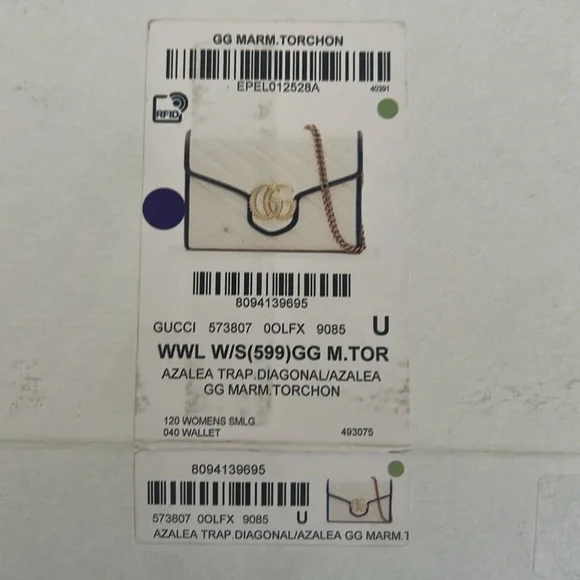 GG MARM.TORCHON
EPEL012528A 40391
RFID
8094139695
GUCCI 573807 0OLFX 9085 U
WWL W/S(599)GG M.TOR
AZALEA TRAP.DIAGONAL/AZALEA
GG MARM.TORCHON
120 WOMENS SMLG
040 WALLET 493075
8094139695
573807 0OLFX 9085 U
AZALEA TRAP.DIAGONAL/AZALEA GG MARM.T